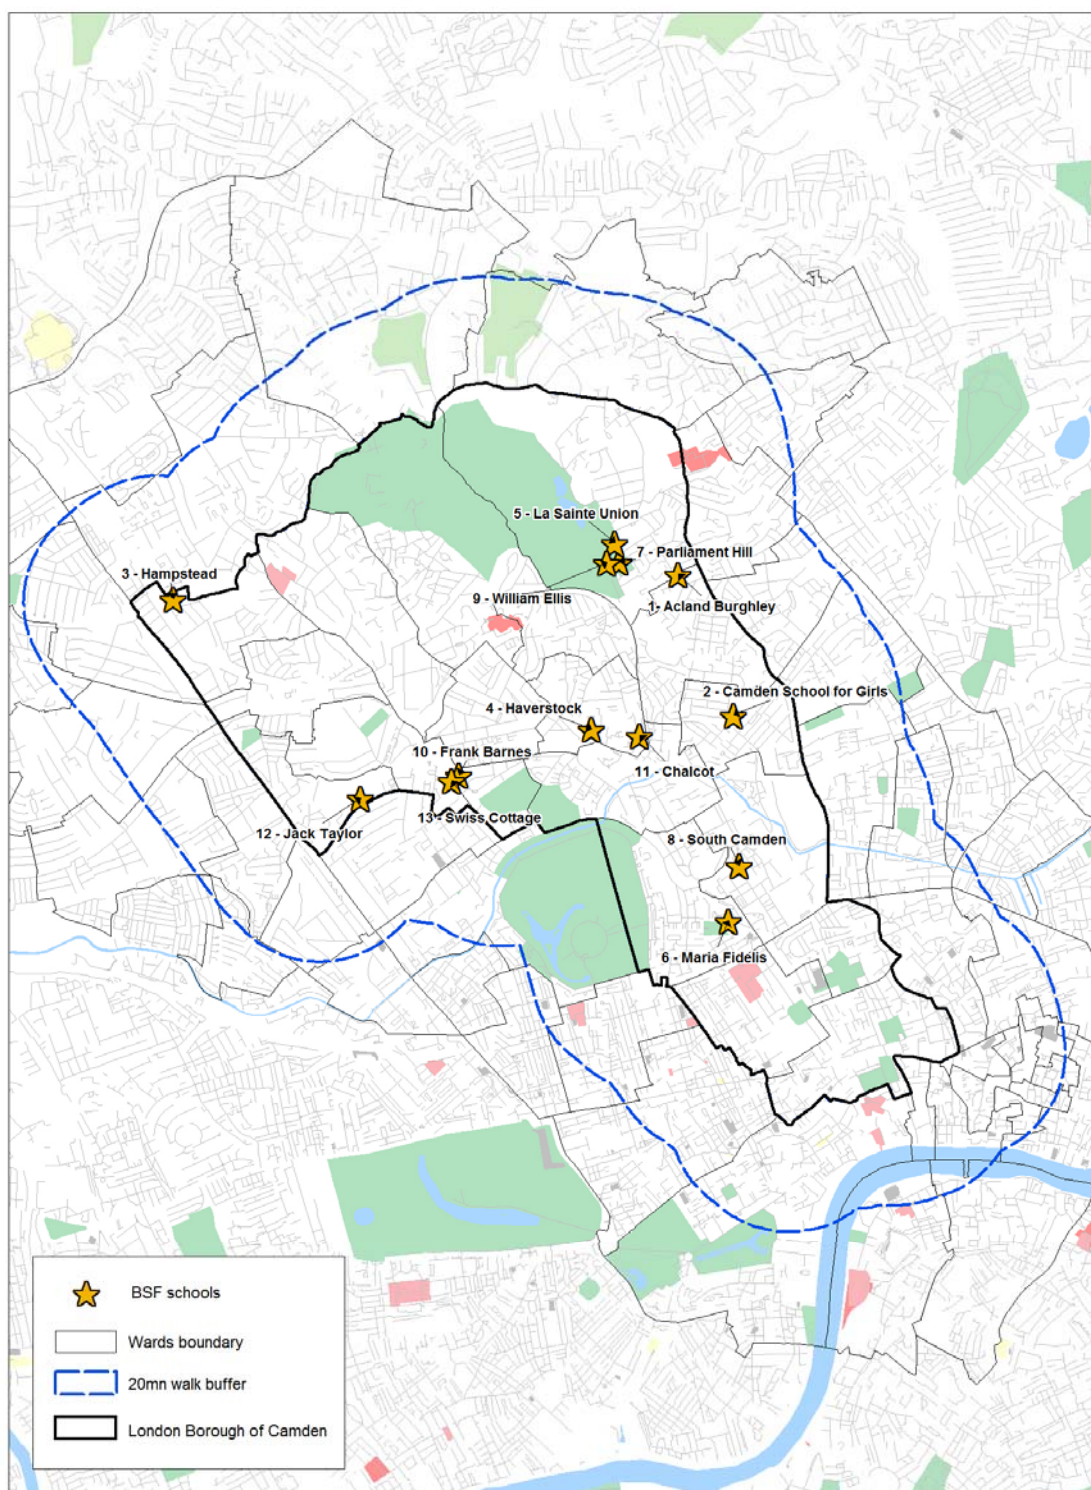 5 - La Sainte Union
7 - Parliament Hill
3 - Hampstead
9 - William Ellis
1- Acland Burghley
2 - Camden School for Girls
4 - Haverstock
10 - Frank Barnes
11 - Chalcot
13 - Swiss Cottage
12 - Jack Taylor
8 - South Camden
6 - Maria Fidelis
BSF schools
Wards boundary
20mn walk buffer
London Borough of Camden